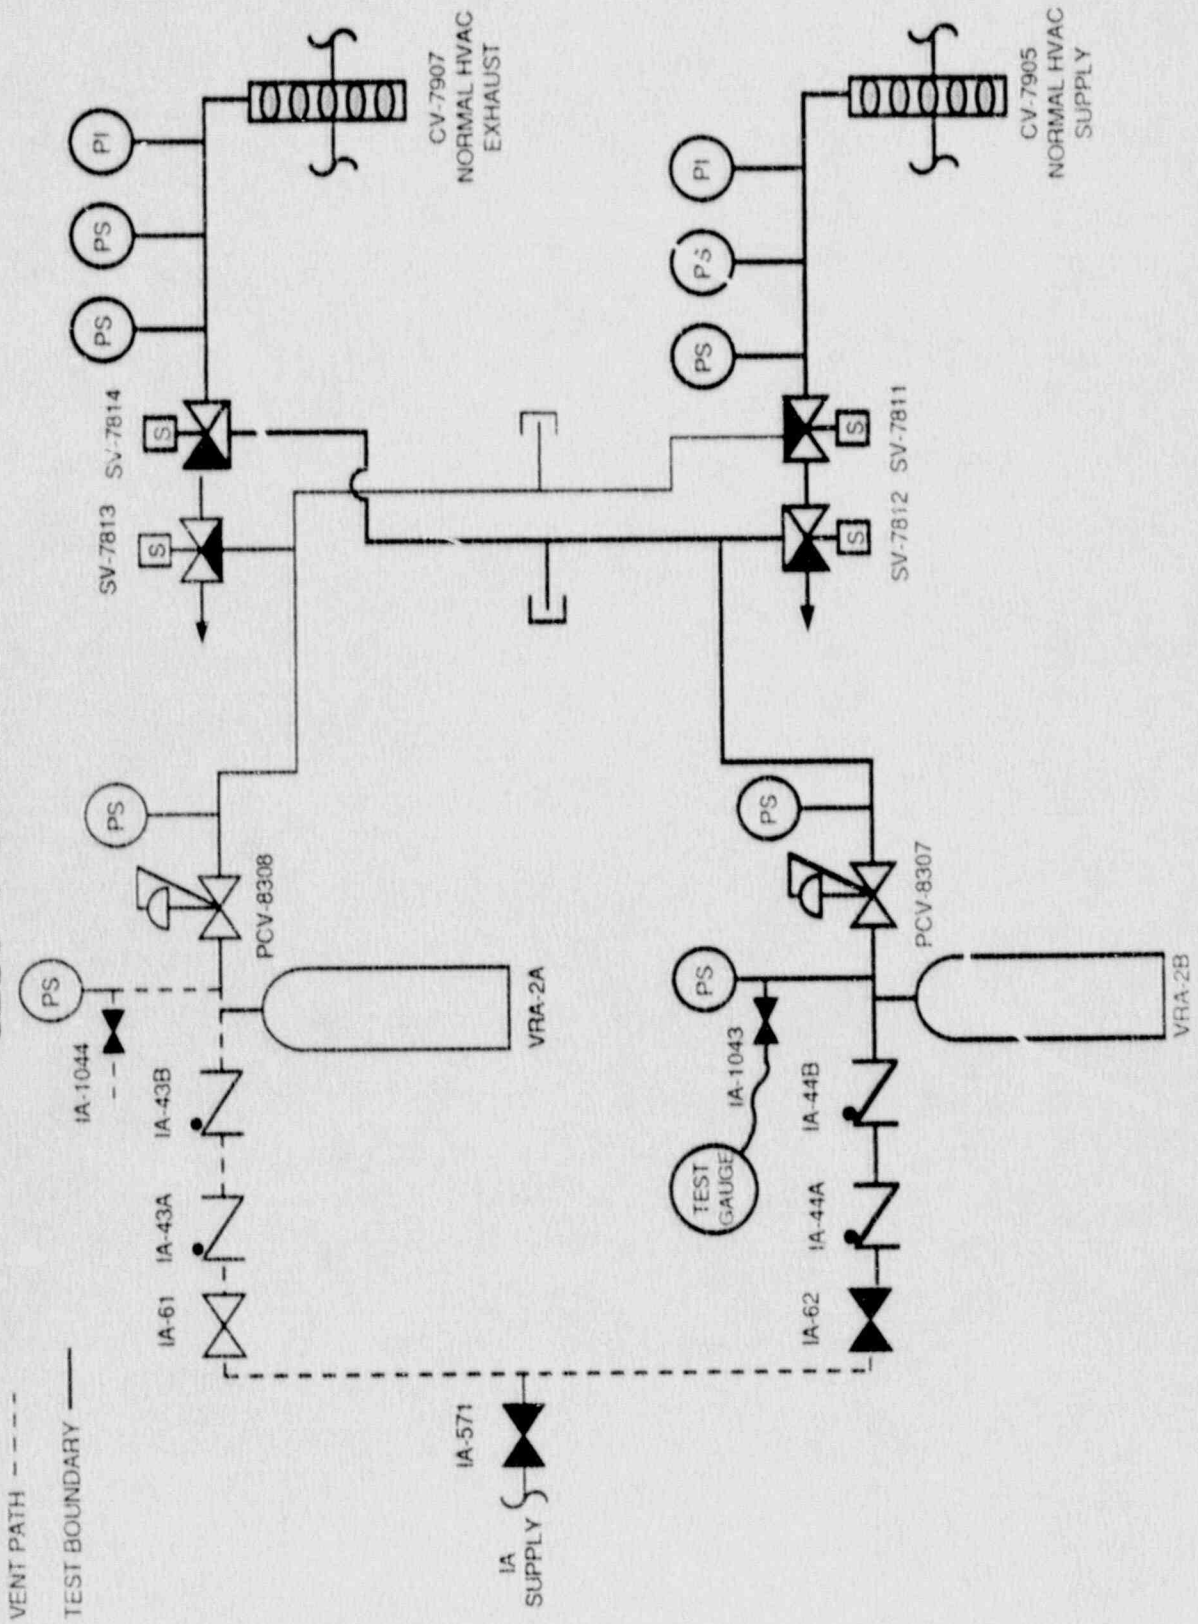 VENT PATH
TEST BOUNDARY
IA
SUPPLY
IA-571
IA-61
IA-43A
IA-43B
IA-1044
PS
VRA-2A
PCV-8308
PS
SV-7813
S
SV-7814
S
PS
PS
PI
CV-7907
NORMAL HVAC
EXHAUST
IA-62
IA-44A
IA-44B
TEST
GAUGE
IA-1043
PS
VRA-2B
PCV-8307
PS
SV-7812
S
SV-7811
S
PS
PS
PI
CV-7905
NORMAL HVAC
SUPPLY